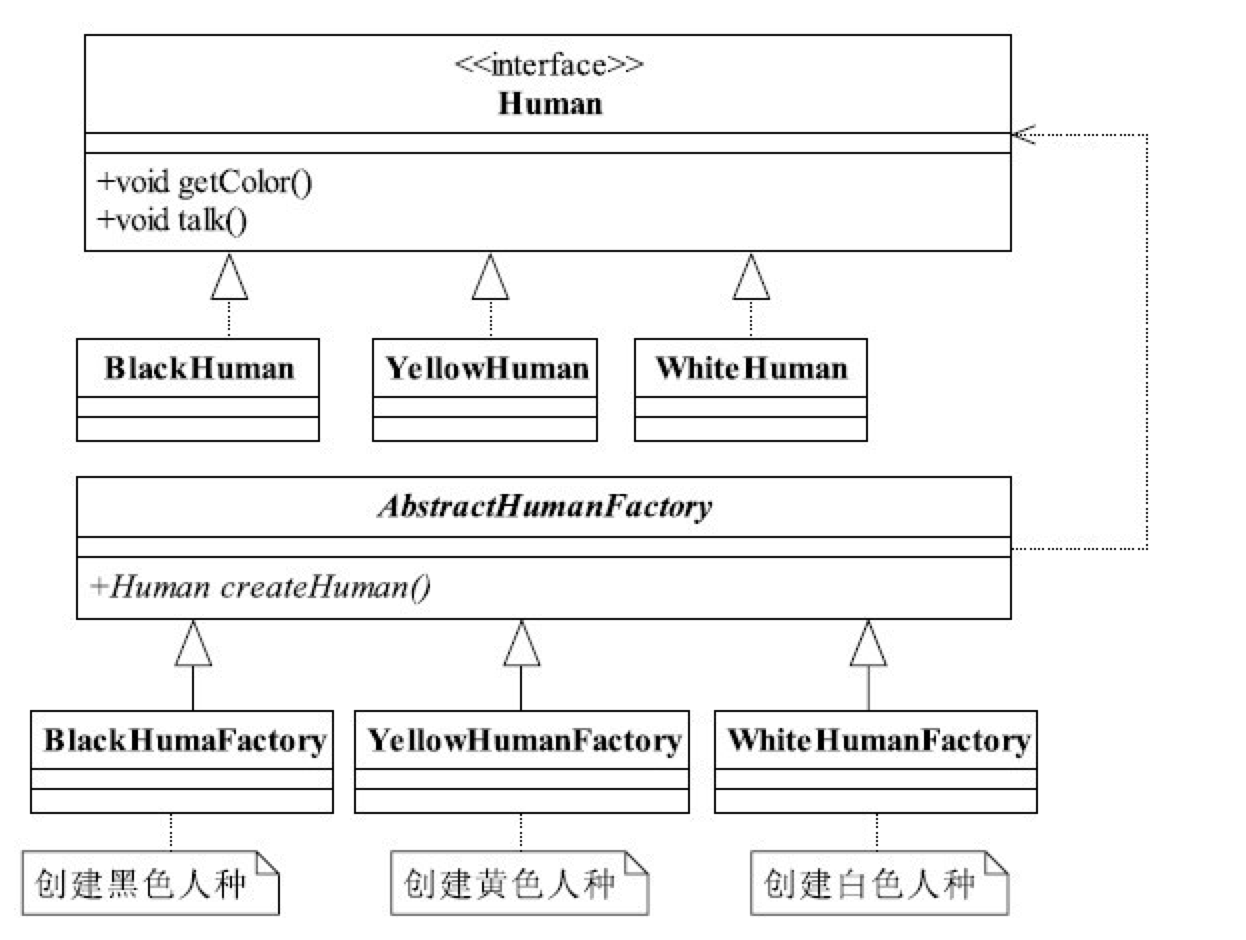 <<interface>>
Human
+void getColor()
+void talk()
BlackHuman
YellowHuman
WhiteHuman
AbstractHumanFactory
+Human createHuman()
BlackHumaFactory
YellowHumanFactory
WhiteHumanFactory
创建黑色人种
创建黄色人种
创建白色人种